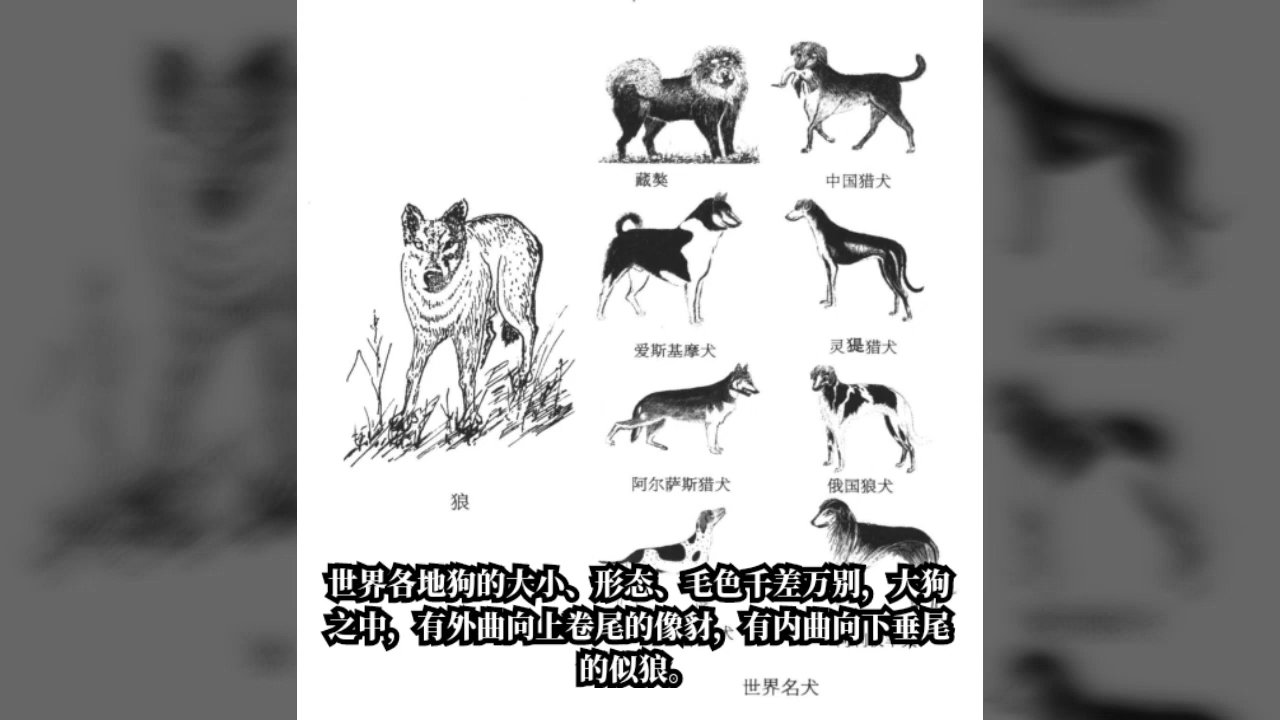 藏獒
中国猎犬
爱斯基摩犬
灵猩猎犬
阿尔萨斯猎犬
俄国狼犬
狼
世界各地狗的大小、形态、毛色千差万别，大狗
之中，有外曲向上卷尾的像豺，有内曲向下垂尾
的似狼。
世界名犬